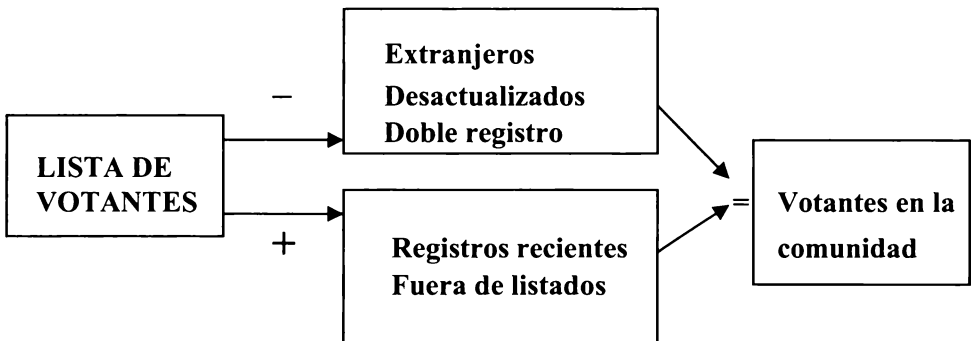 LISTA DE
VOTANTES
−
Extranjeros
Desactualizados
Doble registro
+
Registros recientes
Fuera de listados
=
Votantes en la
comunidad